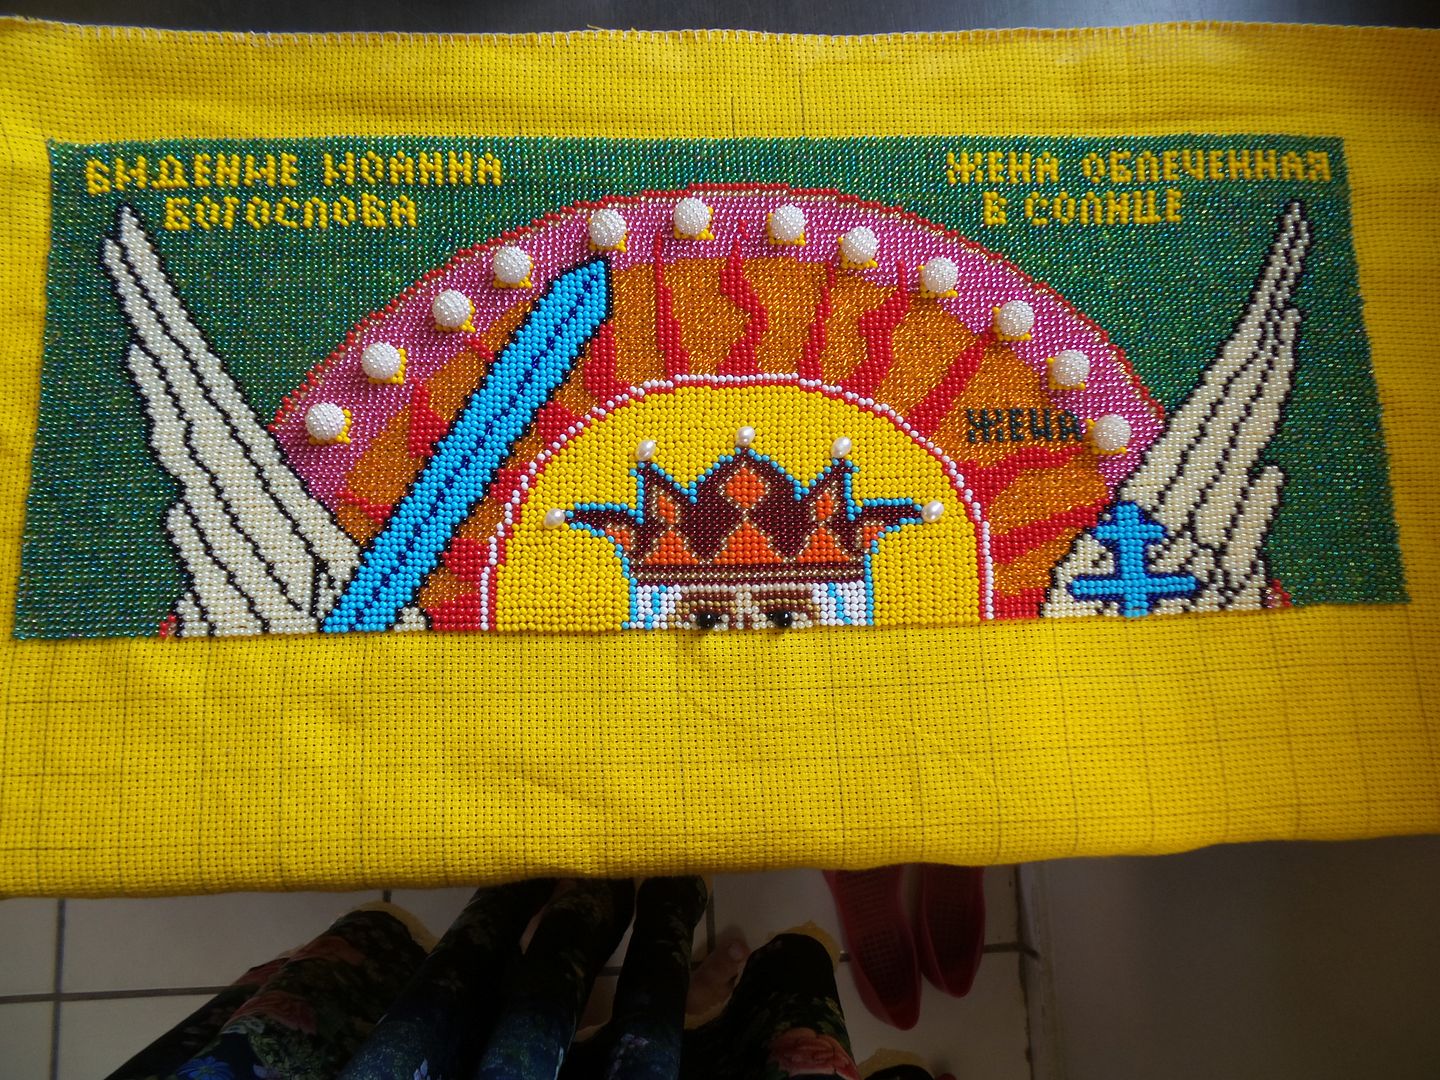 ВИДЕНИЕ ИОАННА
БОГОСЛОВА
ЖЕНА ОБЛЕЧЕННАЯ
В СОЛНЦЕ
ЖЕНА